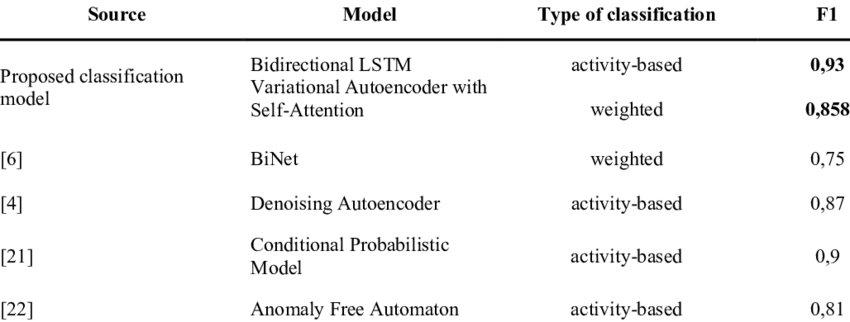 Source Model Type of classification F1
Proposed classification model Bidirectional LSTM Variational Autoencoder with Self-Attention activity-based 0,93
weighted 0,858
[6] BiNet weighted 0,75
[4] Denoising Autoencoder activity-based 0,87
[21] Conditional Probabilistic Model activity-based 0,9
[22] Anomaly Free Automaton activity-based 0,81